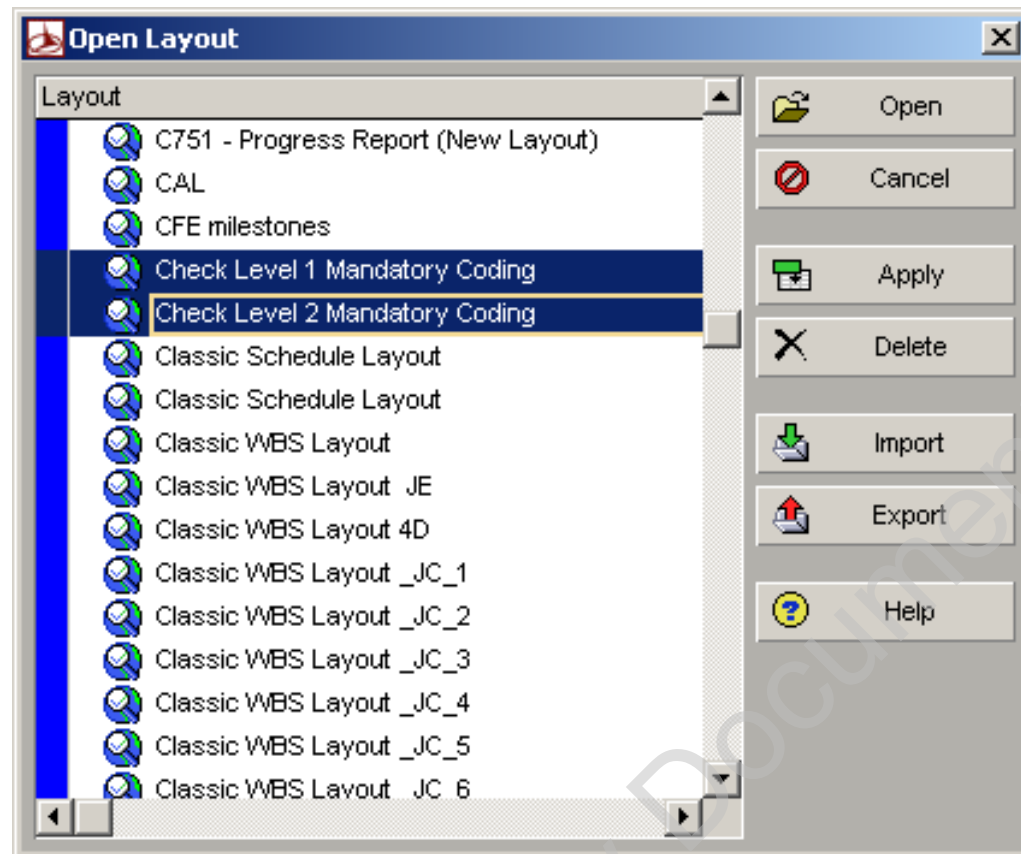 Open Layout
Layout
C751 - Progress Report (New Layout)
CAL
CFE milestones
Check Level 1 Mandatory Coding
Check Level 2 Mandatory Coding
Classic Schedule Layout
Classic Schedule Layout
Classic WBS Layout
Classic WBS Layout  JE
Classic WBS Layout 4D
Classic WBS Layout _JC_1
Classic WBS Layout _JC_2
Classic WBS Layout _JC_3
Classic WBS Layout _JC_4
Classic WBS Layout _JC_5
Classic WBS Layout _JC_6
Open
Cancel
Apply
Delete
Import
Export
Help
Documen